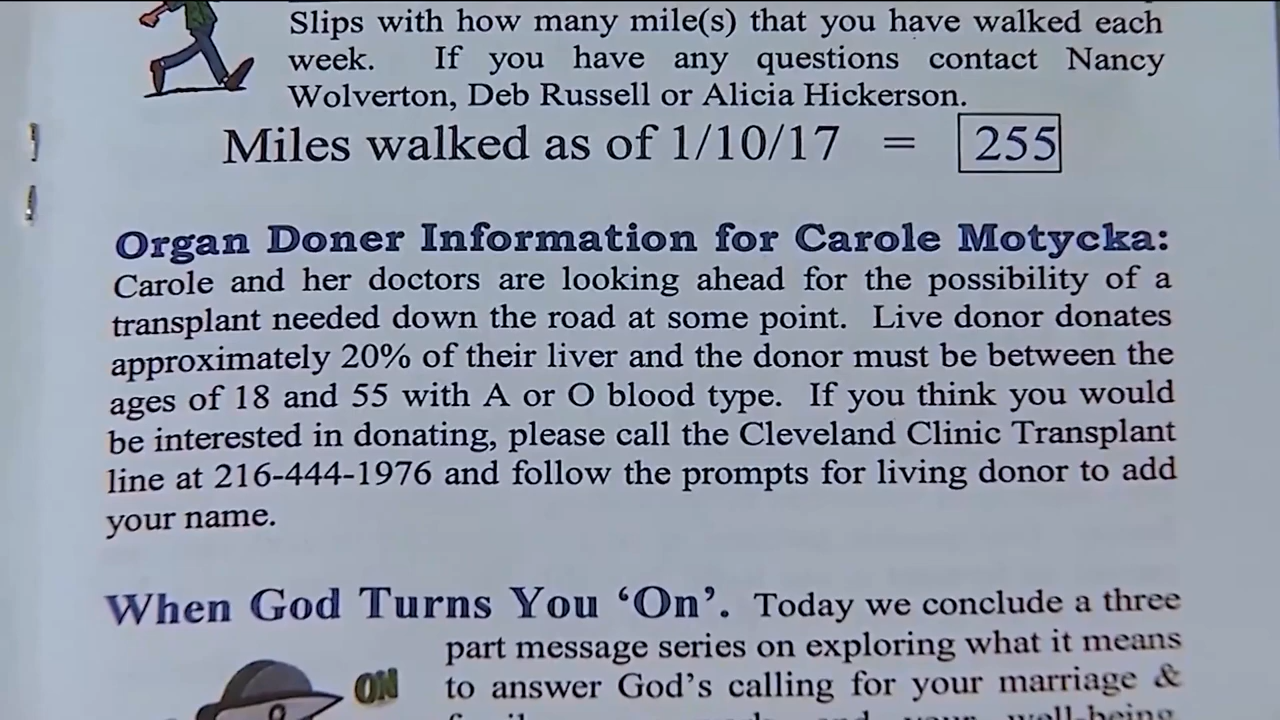 Slips with how many mile(s) that you have walked each
week. If you have any questions contact Nancy
Wolverton, Deb Russell or Alicia Hickerson.
Miles walked as of 1/10/17 = 255
Organ Doner Information for Carole Motycka:
Carole and her doctors are looking ahead for the possibility of a
transplant needed down the road at some point. Live donor donates
approximately 20% of their liver and the donor must be between the
ages of 18 and 55 with A or O blood type. If you think you would
be interested in donating, please call the Cleveland Clinic Transplant
line at 216-444-1976 and follow the prompts for living donor to add
your name.
When God Turns You ‘On’. Today we conclude a three
part message series on exploring what it means
ON
to answer God’s calling for your marriage &
your well-being